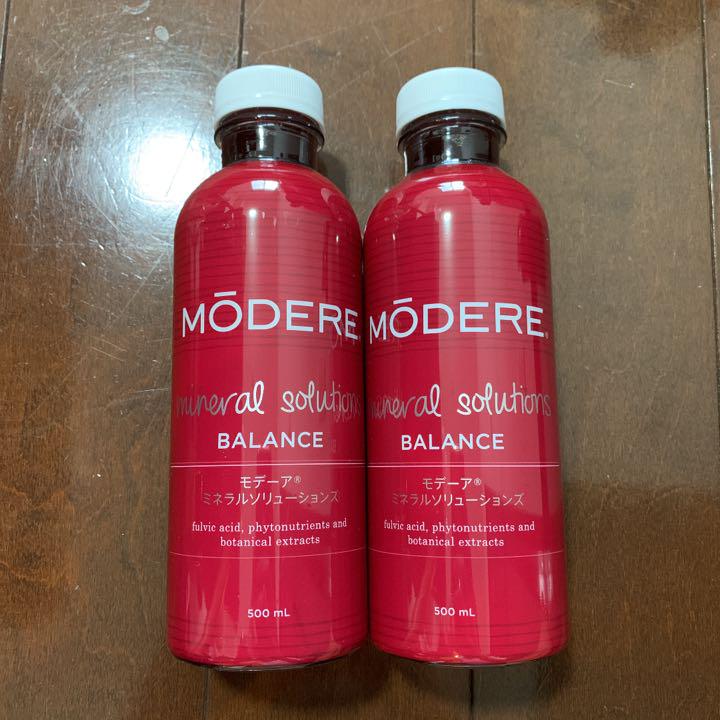 MŌDERE
mineral solutions
BALANCE
モデーア®
ミネラルソリューションズ
fulvic acid, phytonutrients and
botanical extracts
500 mL
MŌDERE®
mineral solutions
BALANCE
モデーア®
ミネラルソリューションズ
fulvic acid, phytonutrients and
botanical extracts
500 mL